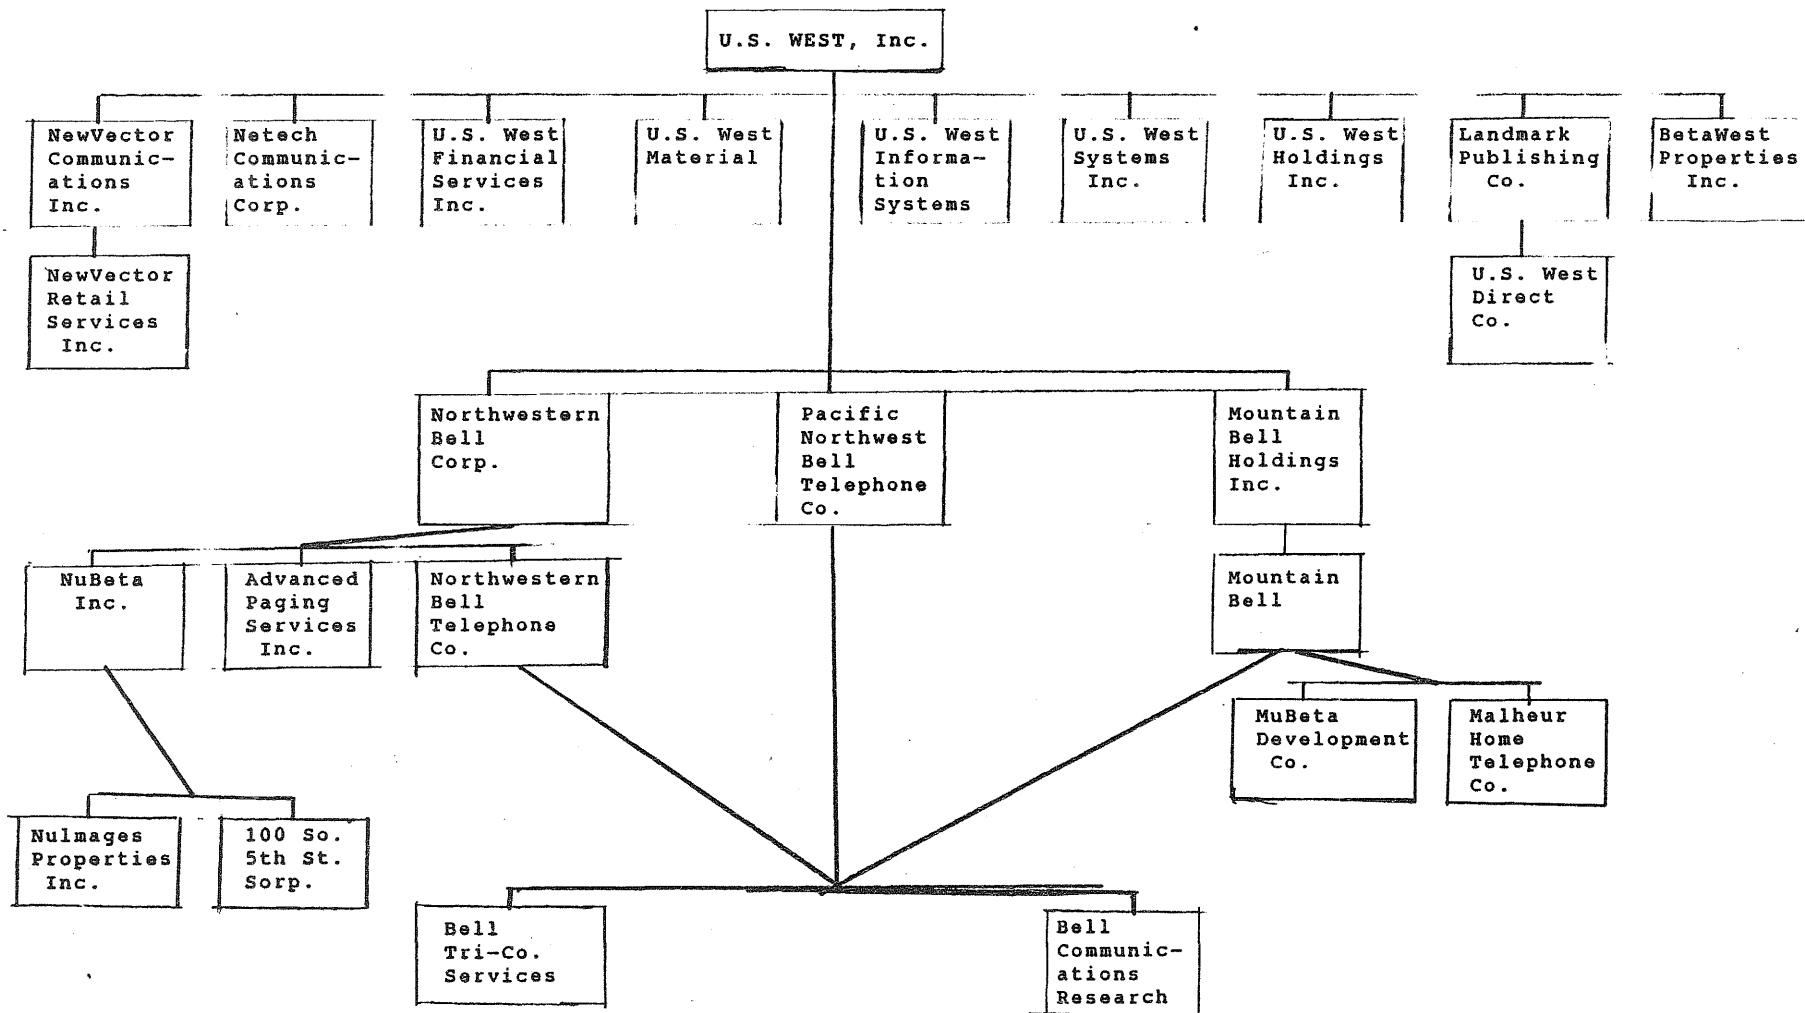 U.S. WEST, Inc.
NewVector
Communic-
ations
Inc.
Netech
Communic-
ations
Corp.
U.S. West
Financial
Services
Inc.
U.S. West
Material
U.S. West
Informa-
tion
Systems
U.S. West
Systems
Inc.
U.S. West
Holdings
Inc.
Landmark
Publishing
Co.
BetaWest
Properties
Inc.
NewVector
Retail
Services
Inc.
U.S. West
Direct
Co.
Northwestern
Bell
Corp.
Pacific
Northwest
Bell
Telephone
Co.
Mountain
Bell
Holdings
Inc.
NuBeta
Inc.
Advanced
Paging
Services
Inc.
Northwestern
Bell
Telephone
Co.
Mountain
Bell
MuBeta
Development
Co.
Malheur
Home
Telephone
Co.
Nulmages
Properties
Inc.
100 So.
5th St.
Sorp.
Bell
Tri-Co.
Services
Bell
Communic-
ations
Research